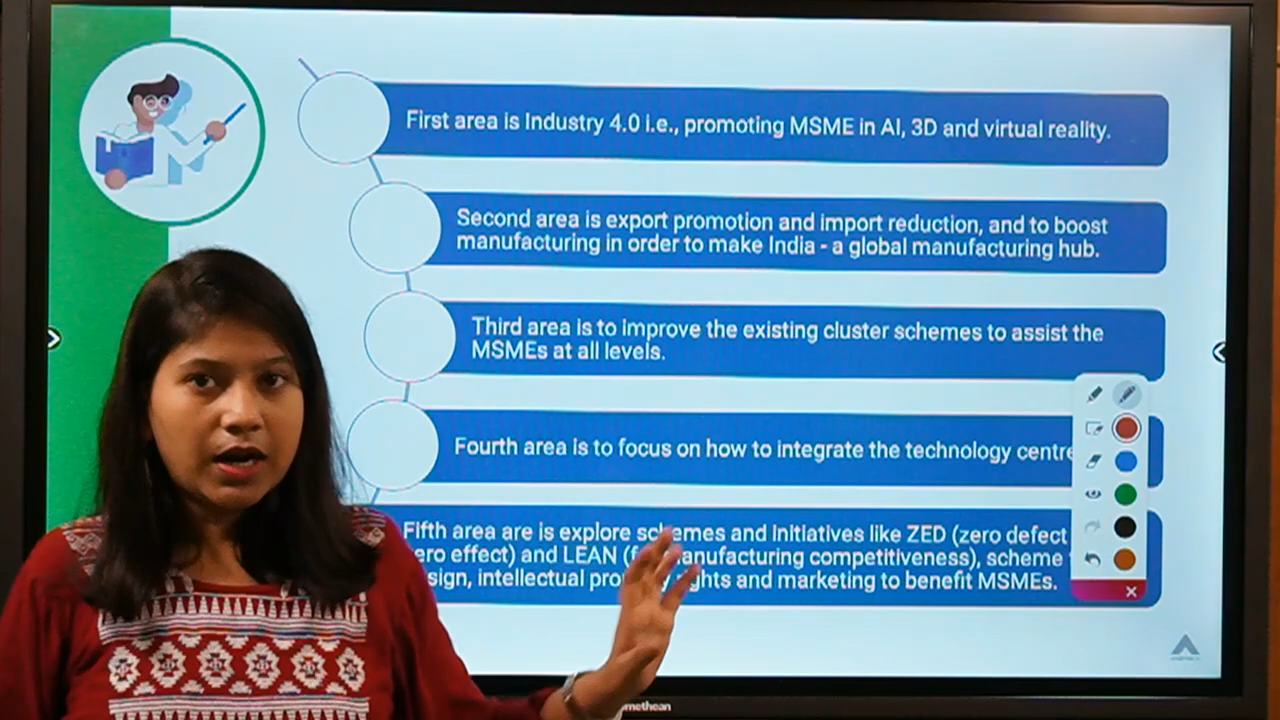 First area is Industry 4.0 i.e., promoting MSME in AI, 3D and virtual reality.
Second area is export promotion and import reduction, and to boost
manufacturing in order to make India - a global manufacturing hub.
Third area is to improve the existing cluster schemes to assist the
MSMEs at all levels.
Fourth area is to focus on how to integrate the technology centre
Fifth area are is explore schemes and initiatives like ZED (zero defect
effect) and LEAN manufacturing competitiveness), scheme
intellectual and marketing to benefit MSMEs.